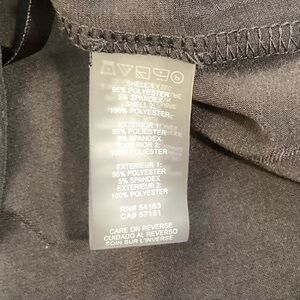 SHELL 1:
95% POLYESTER
5% SPANDEX
SHELL 2:
100% POLYESTER
EXTERIOR 1:
95% POLIESTER
5% SPANDEX
EXTERIOR 2:
100% POLIESTER
EXTERIEUR 1:
95% POLYESTER
5% SPANDEX
EXTERIEUR 2:
100% POLYESTER
RN# 54163
CA# 57151
CARE ON REVERSE
CUIDADO AL REVERSO
SOIN SUR L'INVERSE